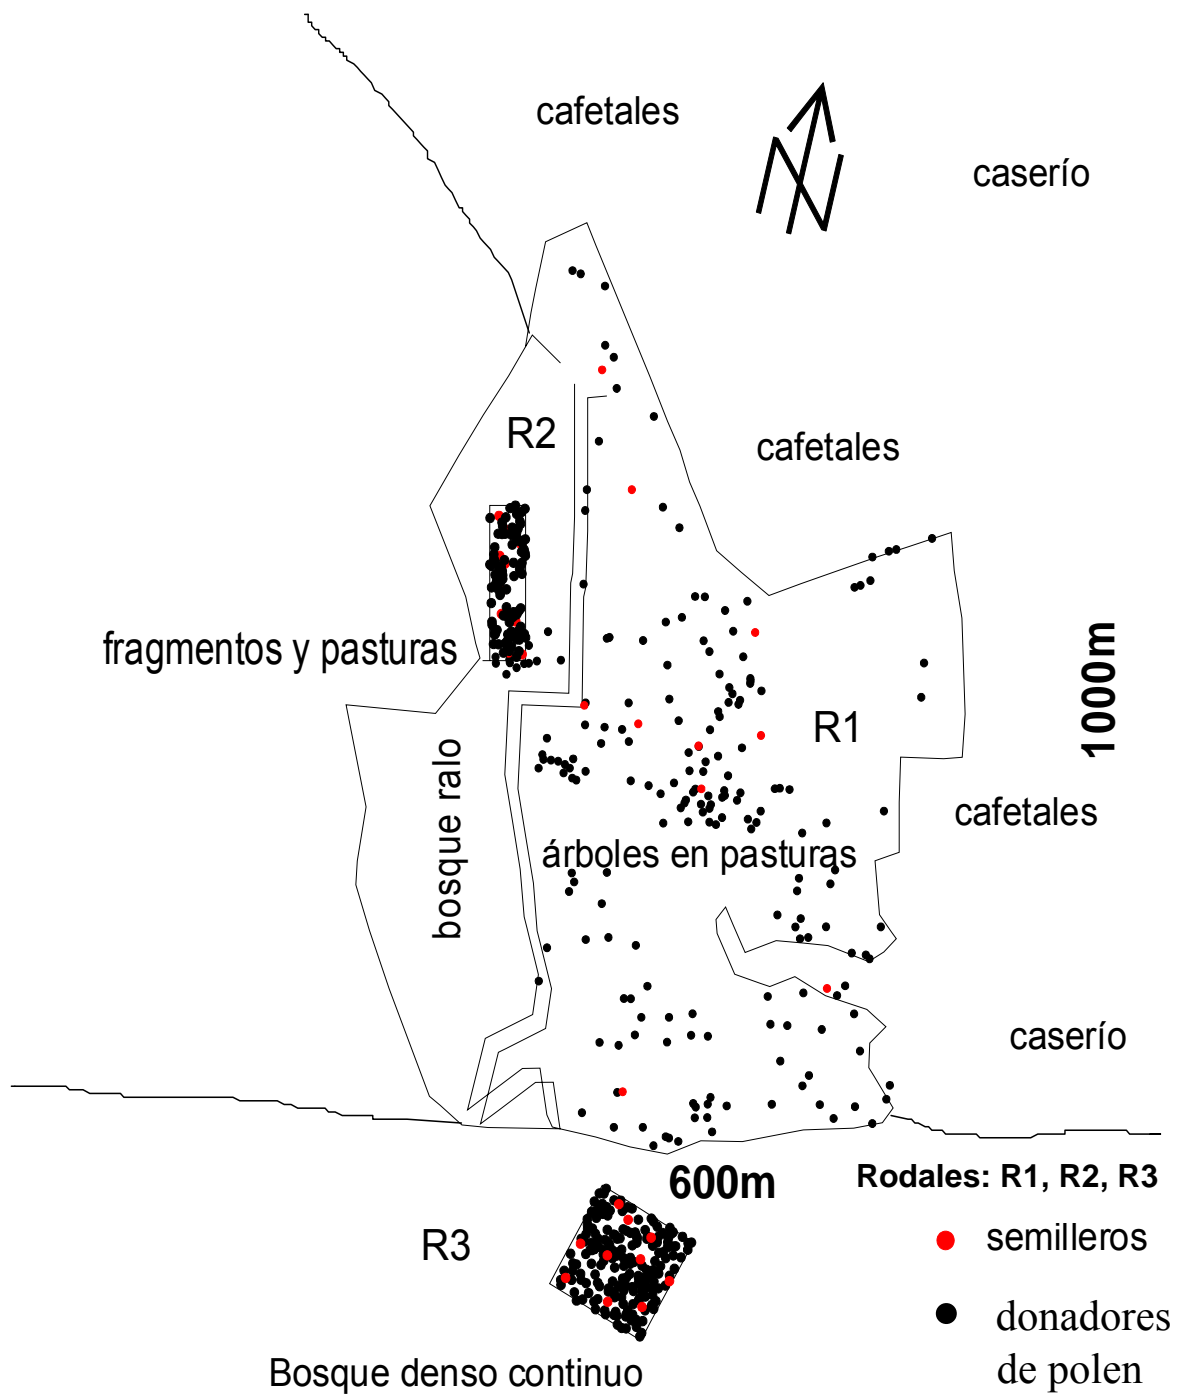 cafetales
caserío
R2
cafetales
fragmentos y pasturas
1000m
R1
bosque ralo
cafetales
árboles en pasturas
caserío
600m
Rodales: R1, R2, R3
R3
semilleros
donadores
de polen
Bosque denso continuo